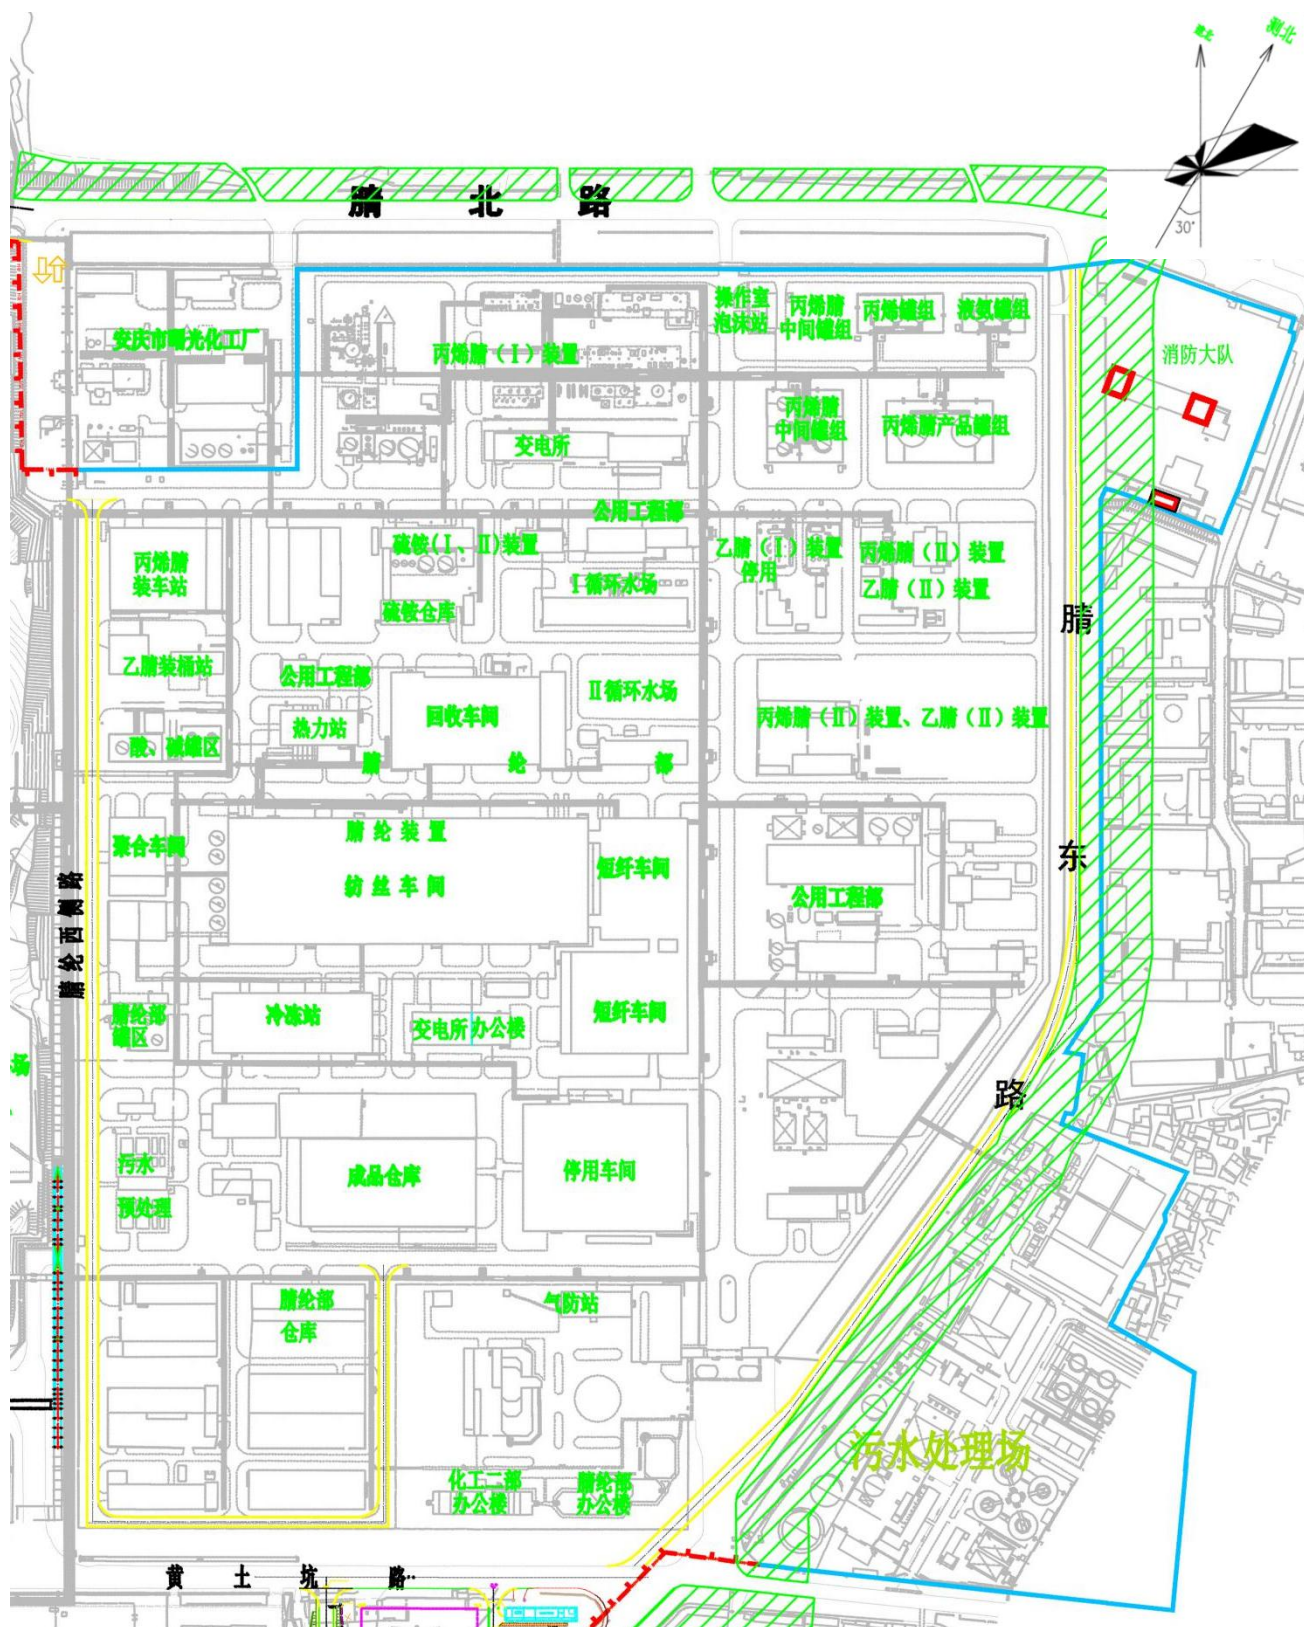 建北
测北
30°
腈北路
安庆市曙光化工厂
丙烯腈（Ⅰ）装置
变电所
操作室
泡沫站
丙烯腈
中间罐组
丙烯罐组
液氨罐组
丙烯腈
中间罐组
丙烯腈产品罐组
消防大队
公用工程部
丙烯腈
装车站
硫铵(Ⅰ、Ⅱ)装置
硫铵仓库
Ⅰ循环水场
乙腈（Ⅰ）装置
停用
丙烯腈（Ⅱ）装置
乙腈（Ⅱ）装置
腈东路
乙腈装桶站
公用工程部
热力站
回收车间
Ⅱ循环水场
丙烯腈（Ⅱ）装置、乙腈（Ⅱ）装置
酸、碱罐区
腈纶部
聚合车间
腈纶装置
纺丝车间
短纤车间
公用工程部
腈纶西侧路
腈纶部
罐区
冷冻站
变电所
办公楼
短纤车间
场
污水
预处理
成品仓库
停用车间
腈纶部
仓库
气防站
化工二部
办公楼
腈纶部
办公楼
污水处理场
黄土坑路